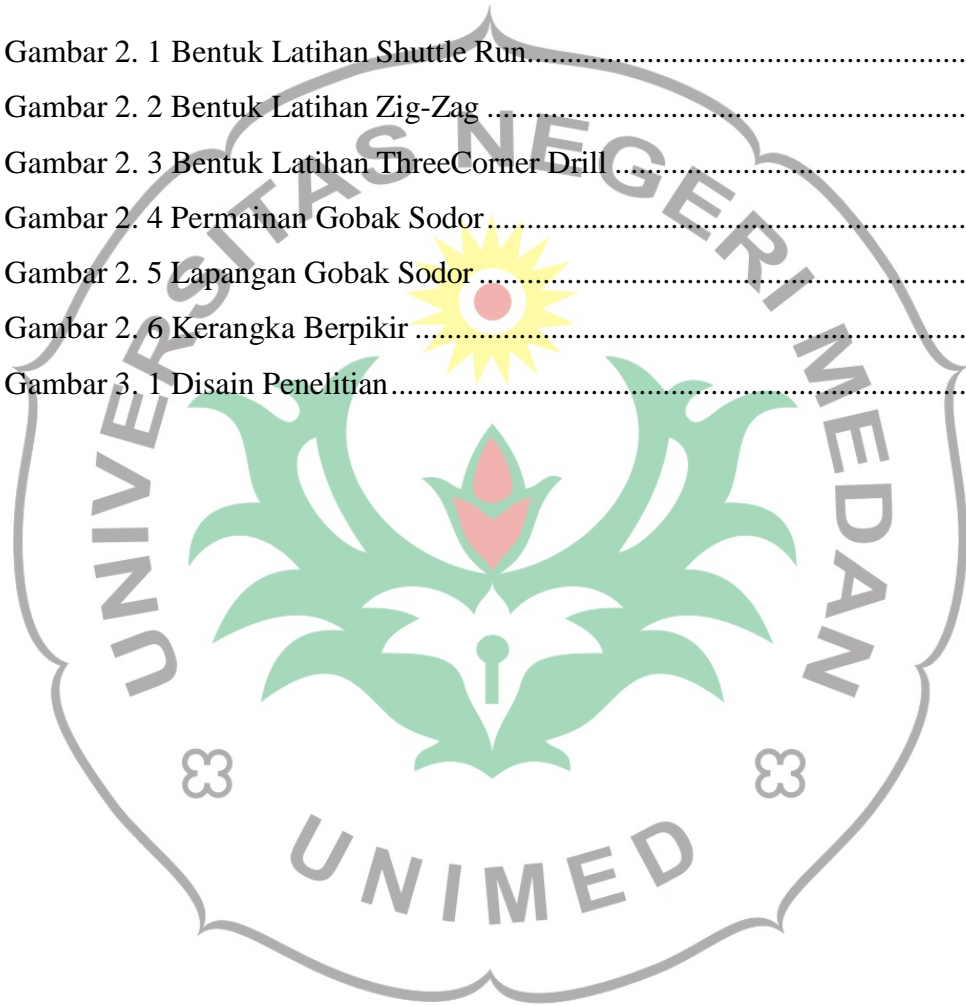 Gambar 2. 1 Bentuk Latihan Shuttle Run.......................................................
Gambar 2. 2 Bentuk Latihan Zig-Zag ............................................................
Gambar 2. 3 Bentuk Latihan ThreeCorner Drill ............................................
Gambar 2. 4 Permainan Gobak Sodor............................................................
Gambar 2. 5 Lapangan Gobak Sodor .............................................................
Gambar 2. 6 Kerangka Berpikir .....................................................................
Gambar 3. 1 Disain Penelitian........................................................................
UNIVERSITAS NEGERI MEDAN
UNIMED